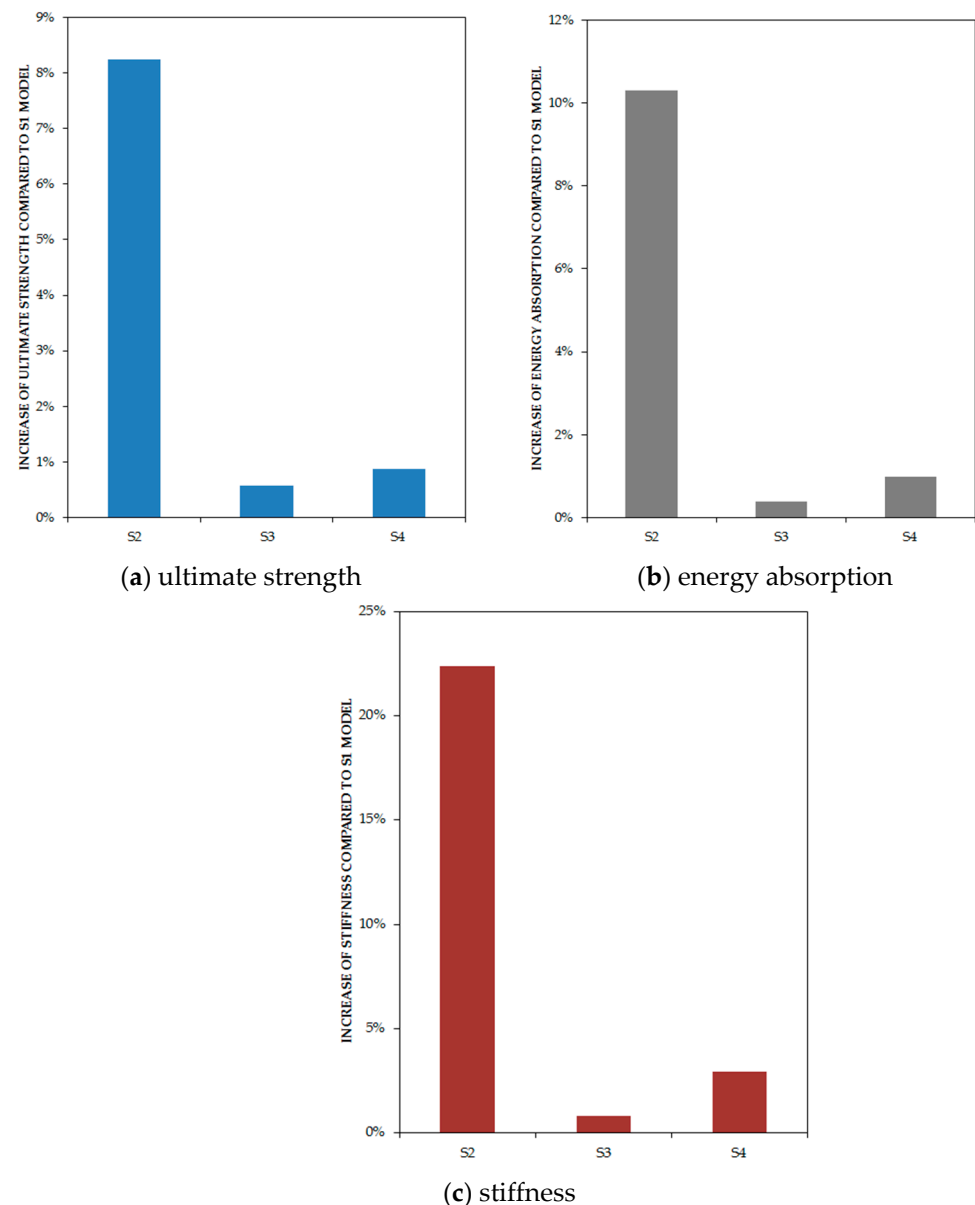 INCREASE OF ULTIMATE STRENGTH COMPARED TO S1 MODEL
9%
8%
7%
6%
5%
4%
3%
2%
1%
0%
S2 S3 S4
(a) ultimate strength
INCREASE OF ENERGY ABSORPTION COMPARED TO S1 MODEL
12%
10%
8%
6%
4%
2%
0%
S2 S3 S4
(b) energy absorption
INCREASE OF STIFFNESS COMPARED TO S1 MODEL
25%
20%
15%
10%
5%
0%
S2 S3 S4
(c) stiffness